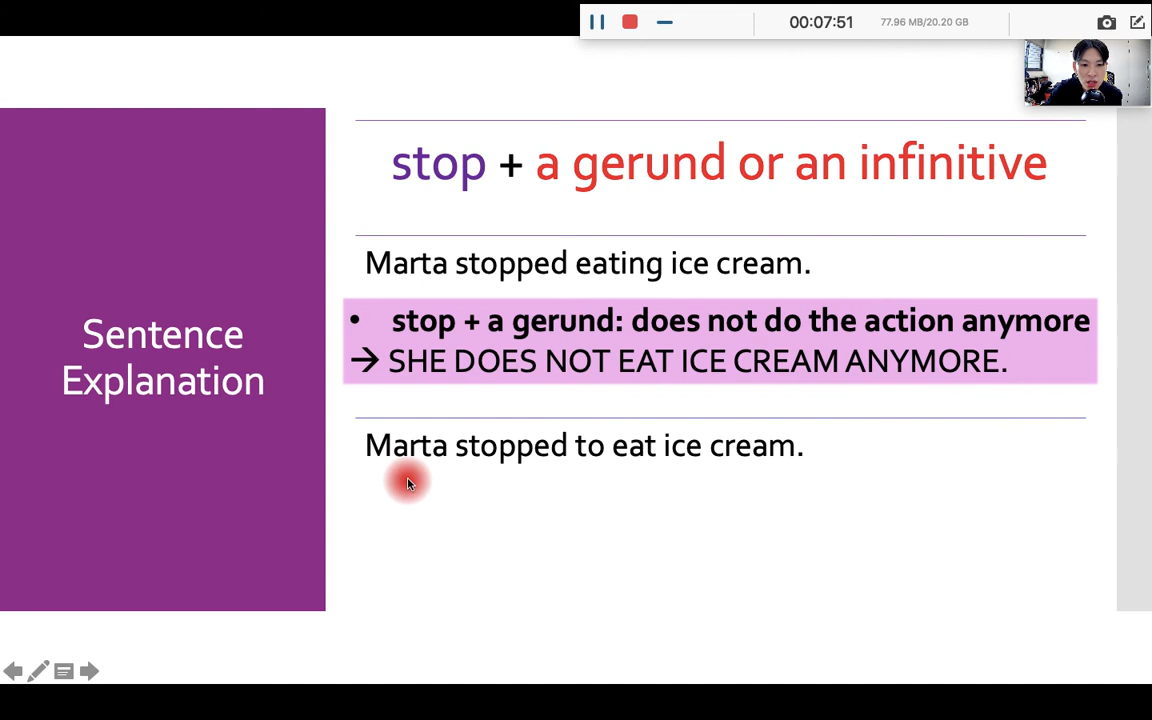 00:07:51
77.96 MB/20.20 GB
stop + a gerund or an infinitive
Marta stopped eating ice cream.
• stop + a gerund: does not do the action anymore
→ SHE DOES NOT EAT ICE CREAM ANYMORE.
Sentence
Explanation
Marta stopped to eat ice cream.